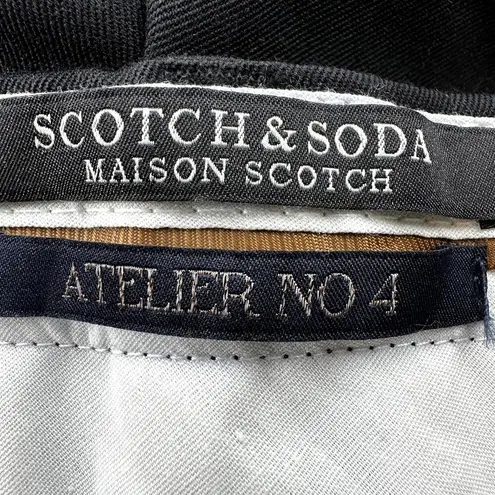 SCOTCH & SODA
MAISON SCOTCH
ATELIER NO 4